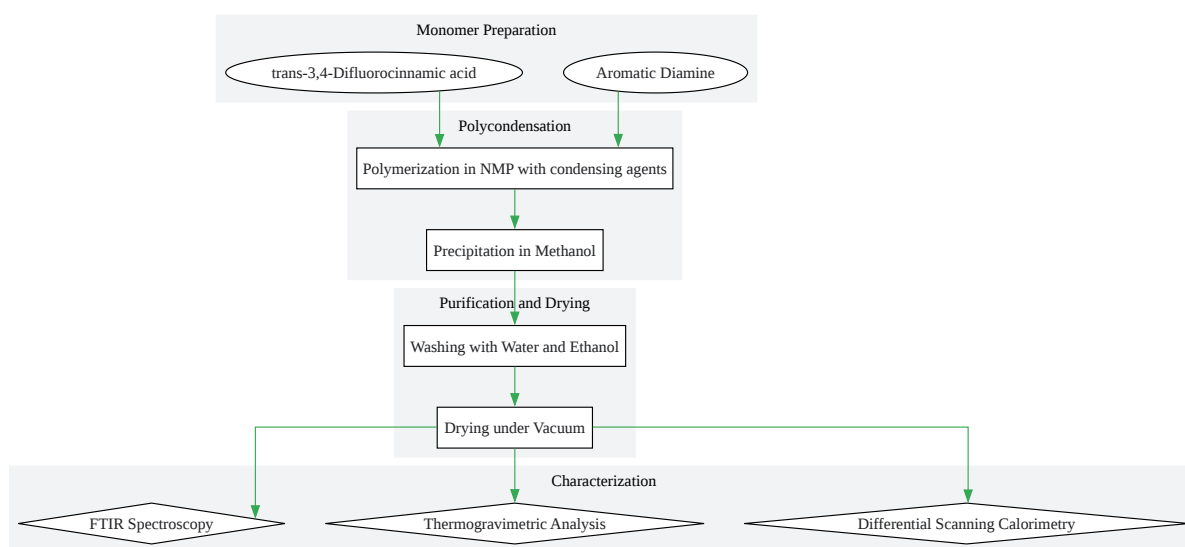 Monomer Preparation
trans-3,4-Difluorocinnamic acid
Aromatic Diamine
Polycondensation
Polymerization in NMP with condensing agents
Precipitation in Methanol
Purification and Drying
Washing with Water and Ethanol
Drying under Vacuum
Characterization
FTIR Spectroscopy
Thermogravimetric Analysis
Differential Scanning Calorimetry